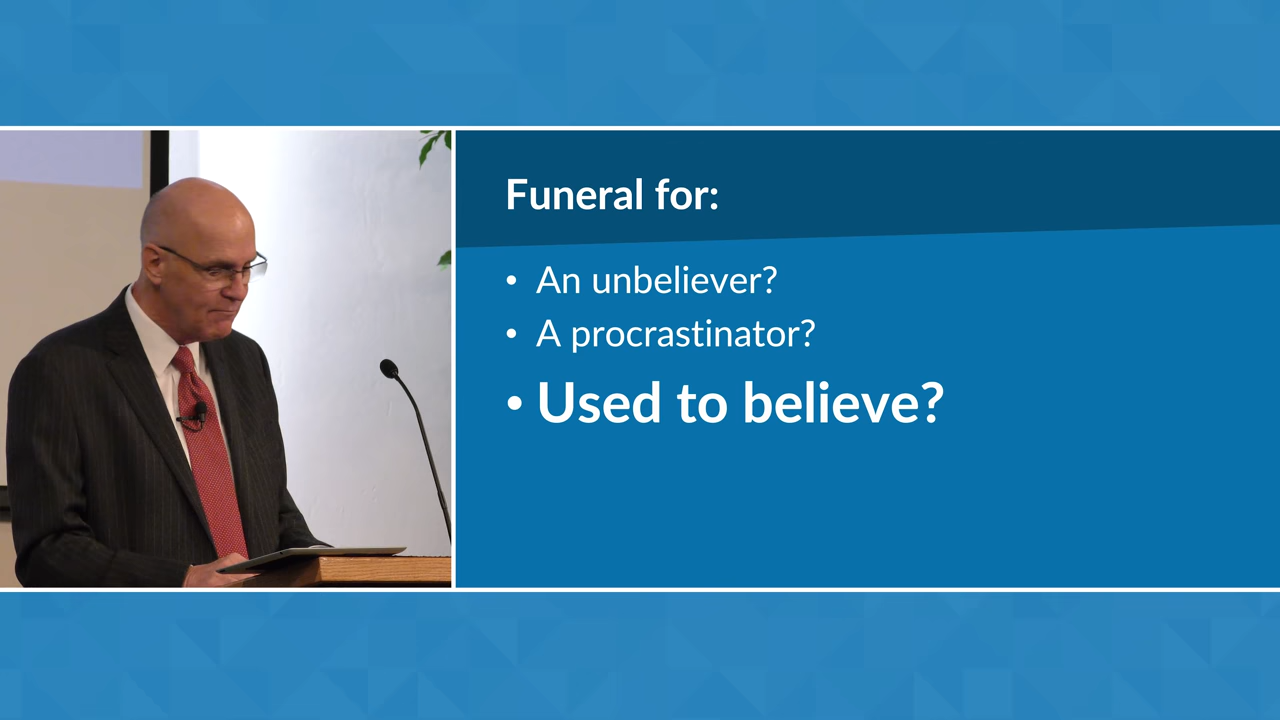 Funeral for:
• An unbeliever?
• A procrastinator?
• Used to believe?